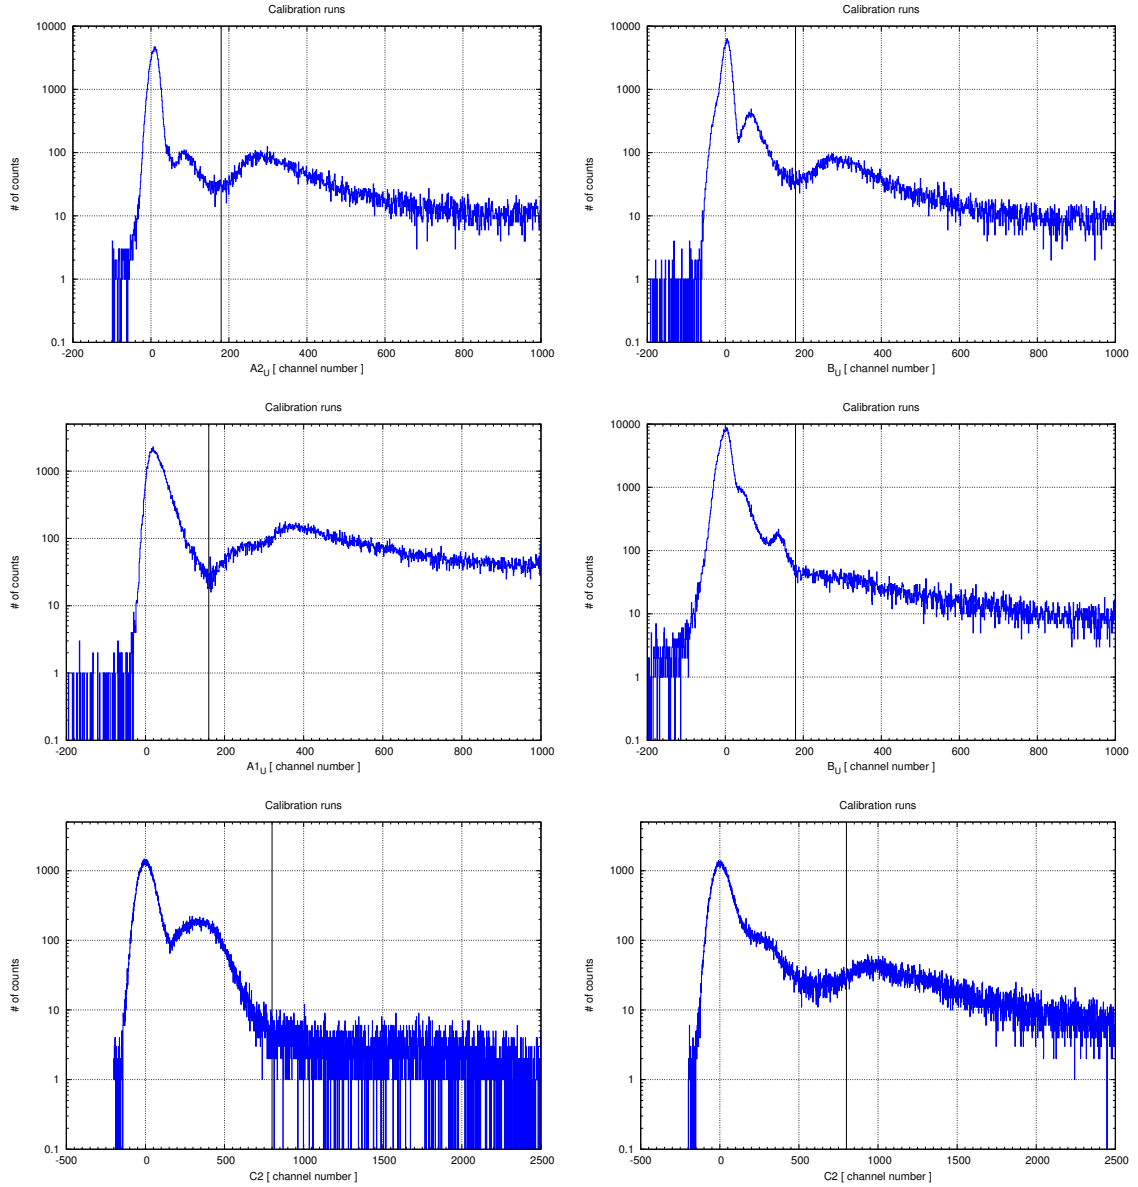 Calibration runs
10000
1000
100
10
1
0.1
# of counts
-200 0 200 400 600 800 1000
A2U [ channel number ]
Calibration runs
10000
1000
100
10
1
0.1
# of counts
-200 0 200 400 600 800 1000
BU [ channel number ]
Calibration runs
1000
100
10
1
0.1
# of counts
-200 0 200 400 600 800 1000
A1U [ channel number ]
Calibration runs
10000
1000
100
10
1
0.1
# of counts
-200 0 200 400 600 800 1000
BU [ channel number ]
Calibration runs
1000
100
10
1
0.1
# of counts
-500 0 500 1000 1500 2000 2500
C2 [ channel number ]
Calibration runs
1000
100
10
1
0.1
# of counts
-500 0 500 1000 1500 2000 2500
C2 [ channel number ]